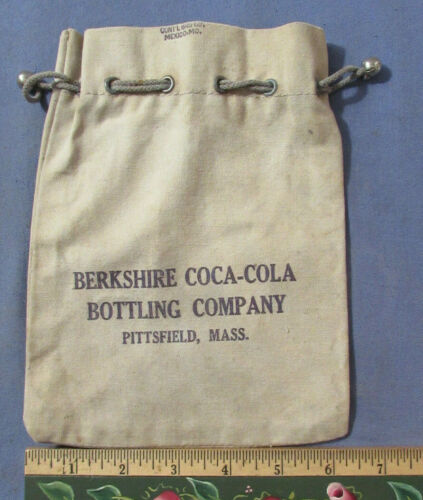 MEXICO, MO.
BERKSHIRE COCA-COLA
BOTTLING COMPANY
PITTSFIELD, MASS.
1 2 3 4 5 6 7